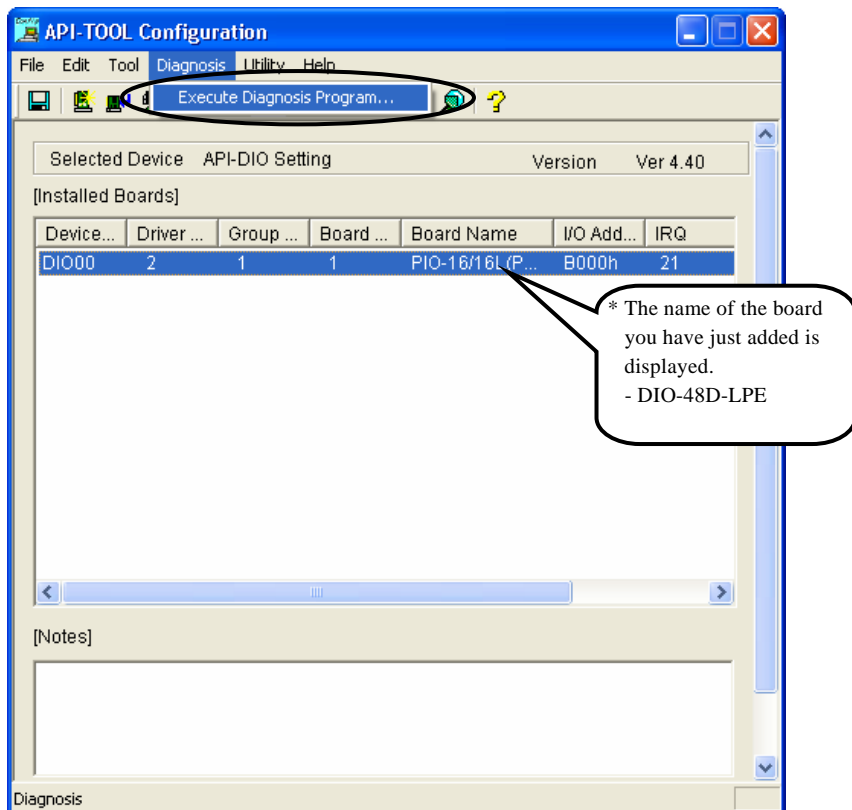 API-TOOL Configuration
File Edit Tool Diagnosis Utility Help
Execute Diagnosis Program...
Selected Device API-DIO Setting Version Ver 4.40
[Installed Boards]
Device... Driver ... Group ... Board ... Board Name I/O Add... IRQ
DIO00 2 1 1 PIO-16/16L(P... B000h 21
* The name of the board
you have just added is
displayed.
- DIO-48D-LPE
[Notes]
Diagnosis